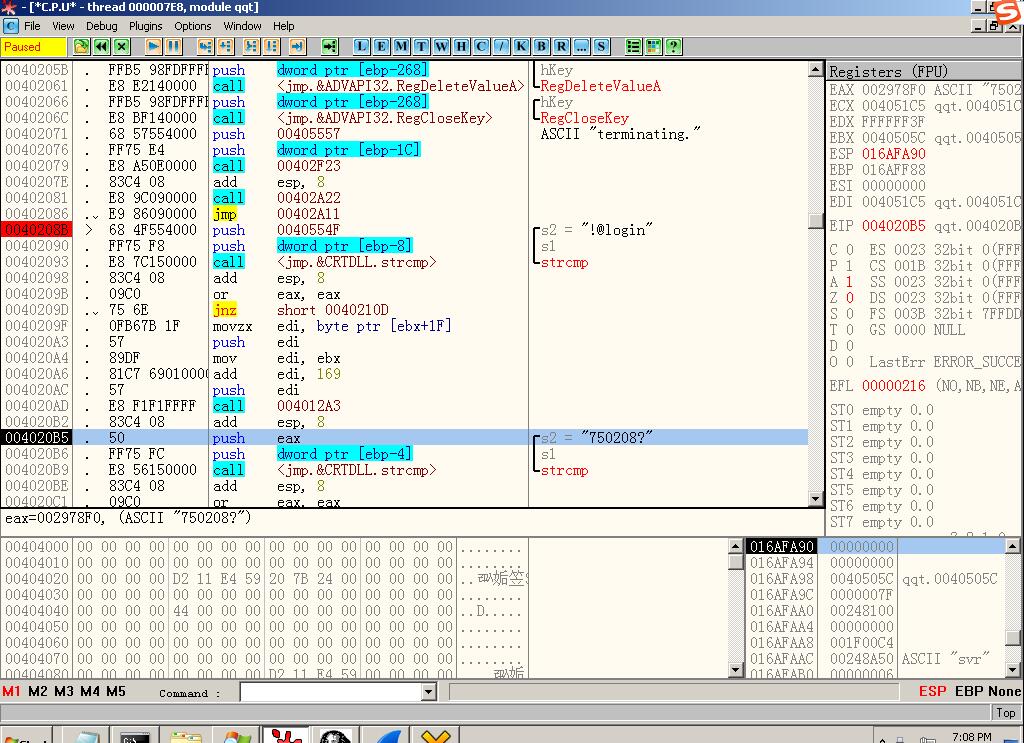 - [*C.P.U* - thread 000007E8, module qqt]
C File View Debug Plugins Options Window Help
Paused L E M T W H C / K B R ... S ?
0040205B . FFB5 98FDFFFF push dword ptr [ebp-268] hKey
00402061 . E8 E2140000 call <jmp.&ADVAPI32.RegDeleteValueA> RegDeleteValueA
00402066 . FFB5 98FDFFFF push dword ptr [ebp-268] hKey
0040206C . E8 BF140000 call <jmp.&ADVAPI32.RegCloseKey> RegCloseKey
00402071 . 68 57554000 push 00405557 ASCII "terminating."
00402076 . FF75 E4 push dword ptr [ebp-1C]
00402079 . E8 A50E0000 call 00402F23
0040207E . 83C4 08 add esp, 8
00402081 . E8 9C090000 call 00402A22
00402086 . E9 86090000 jmp 00402A11
0040208B > 68 4F554000 push 0040554F s2 = "!@login"
00402090 . FF75 F8 push dword ptr [ebp-8] s1
00402093 . E8 7C150000 call <jmp.&CRTDLL.strcmp> strcmp
00402098 . 83C4 08 add esp, 8
0040209B . 09C0 or eax, eax
0040209D . 75 6E jnz short 0040210D
0040209F . 0FB67B 1F movzx edi, byte ptr [ebx+1F]
004020A3 . 57 push edi
004020A4 . 89DF mov edi, ebx
004020A6 . 81C7 69010000 add edi, 169
004020AC . 57 push edi
004020AD . E8 F1F1FFFF call 004012A3
004020B2 . 83C4 08 add esp, 8
004020B5 . 50 push eax s2 = "750208?"
004020B6 . FF75 FC push dword ptr [ebp-4] s1
004020B9 . E8 56150000 call <jmp.&CRTDLL.strcmp> strcmp
004020BE . 83C4 08 add esp, 8
004020C1 . 09C0 or eax, eax
eax=002978F0, (ASCII "750208?")
Registers (FPU)
EAX 002978F0 ASCII "7502
ECX 004051C5 qqt.004051C
EDX FFFFFF3F
EBX 0040505C qqt.0040505
ESP 016AFA90
EBP 016AFF88
ESI 00000000
EDI 004051C5 qqt.004051C
EIP 004020B5 qqt.004020B
C 0 ES 0023 32bit 0(FFF
P 1 CS 001B 32bit 0(FFF
A 1 SS 0023 32bit 0(FFF
Z 0 DS 0023 32bit 0(FFF
S 0 FS 003B 32bit 7FFDD
T 0 GS 0000 NULL
D 0
O 0 LastErr ERROR_SUCCE
EFL 00000216 (NO,NB,NE,A
ST0 empty 0.0
ST1 empty 0.0
ST2 empty 0.0
ST3 empty 0.0
ST4 empty 0.0
ST5 empty 0.0
ST6 empty 0.0
ST7 empty 0.0
00404000 00 00 00 00 00 00 00 00 00 00 00 00 00 00 00 00 ........
00404010 00 00 00 00 00 00 00 00 00 00 00 00 00 00 00 00 ........
00404020 00 00 00 00 D2 11 E4 59 20 7B 24 00 00 00 00 00
00404030 00 00 00 00 00 00 00 00 00 00 00 00 00 00 00 00 ........
00404040 00 00 00 00 44 00 00 00 00 00 00 00 00 00 00 00 ..D.....
00404050 00 00 00 00 00 00 00 00 00 00 00 00 00 00 00 00 ........
00404060 00 00 00 00 00 00 00 00 00 00 00 00 00 00 00 00 ........
00404070 00 00 00 00 00 00 00 00 00 00 00 00 00 00 00 00 ........
00404080 00 00 00 00 00 00 00 00 D2 11 E4 59 00 00 00 00
016AFA90 00000000
016AFA94 00000000
016AFA98 0040505C qqt.0040505C
016AFA9C 0000007F
016AFAA0 00248100
016AFAA4 00000000
016AFAA8 001F00C4
016AFAAC 00248A50 ASCII "svr"
016AFAB0 00000000
M1 M2 M3 M4 M5 Command : ESP EBP None
Top
7:08 PM